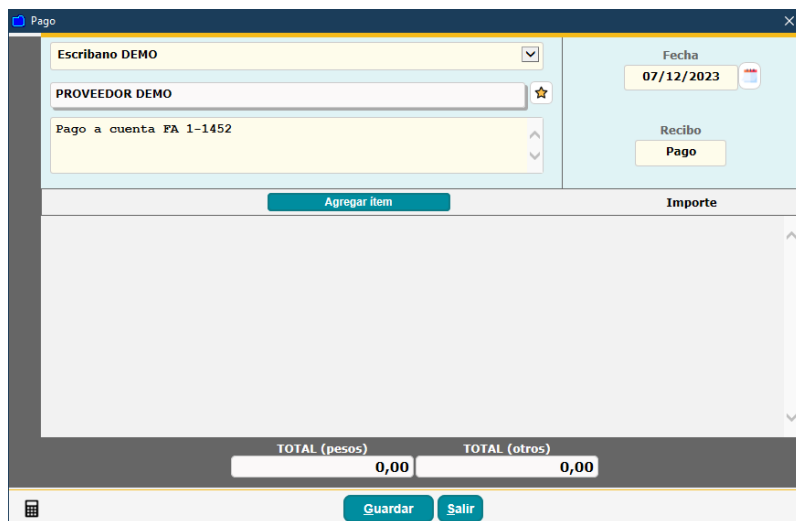 Pago
Escribano DEMO
Fecha
07/12/2023
PROVEEDOR DEMO
Pago a cuenta FA 1-1452
Recibo
Pago
Agregar ítem
Importe
TOTAL (pesos)
TOTAL (otros)
0,00
0,00
Guardar
Salir